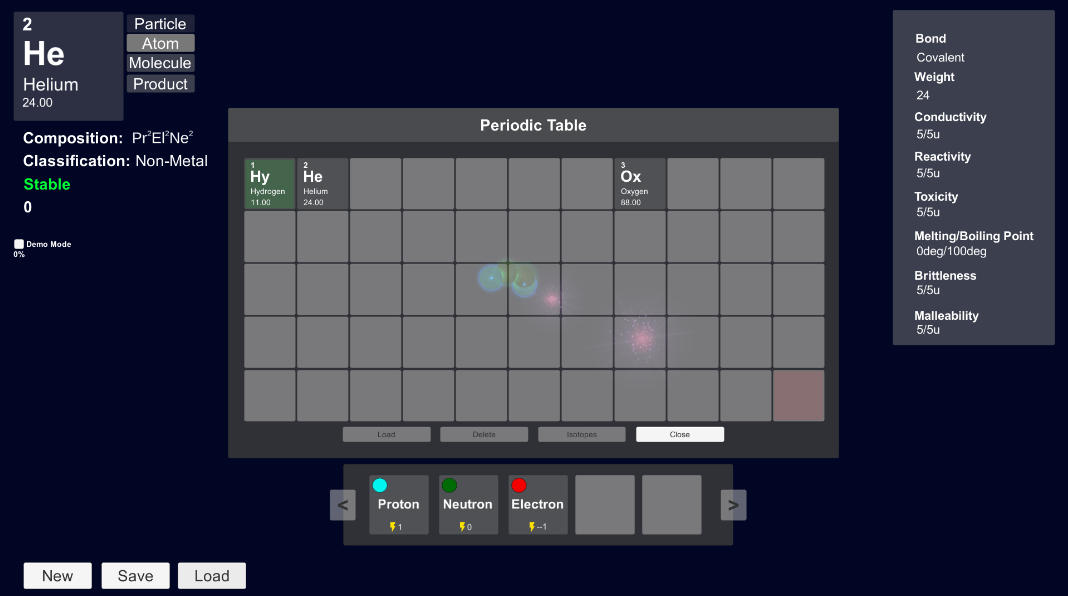 2
He
Helium
24.00
Particle
Atom
Molecule
Product
Composition: Pr²El²Ne²
Classification: Non-Metal
Stable
0
Demo Mode
0%
Periodic Table
1
Hy
Hydrogen
11.00
2
He
Helium
24.00
3
Ox
Oxygen
88.00
Load
Delete
Isotopes
Close
<
Proton
1
Neutron
0
Electron
--1
>
New
Save
Load
Bond
Covalent
Weight
24
Conductivity
5/5u
Reactivity
5/5u
Toxicity
5/5u
Melting/Boiling Point
0deg/100deg
Brittleness
5/5u
Malleability
5/5u